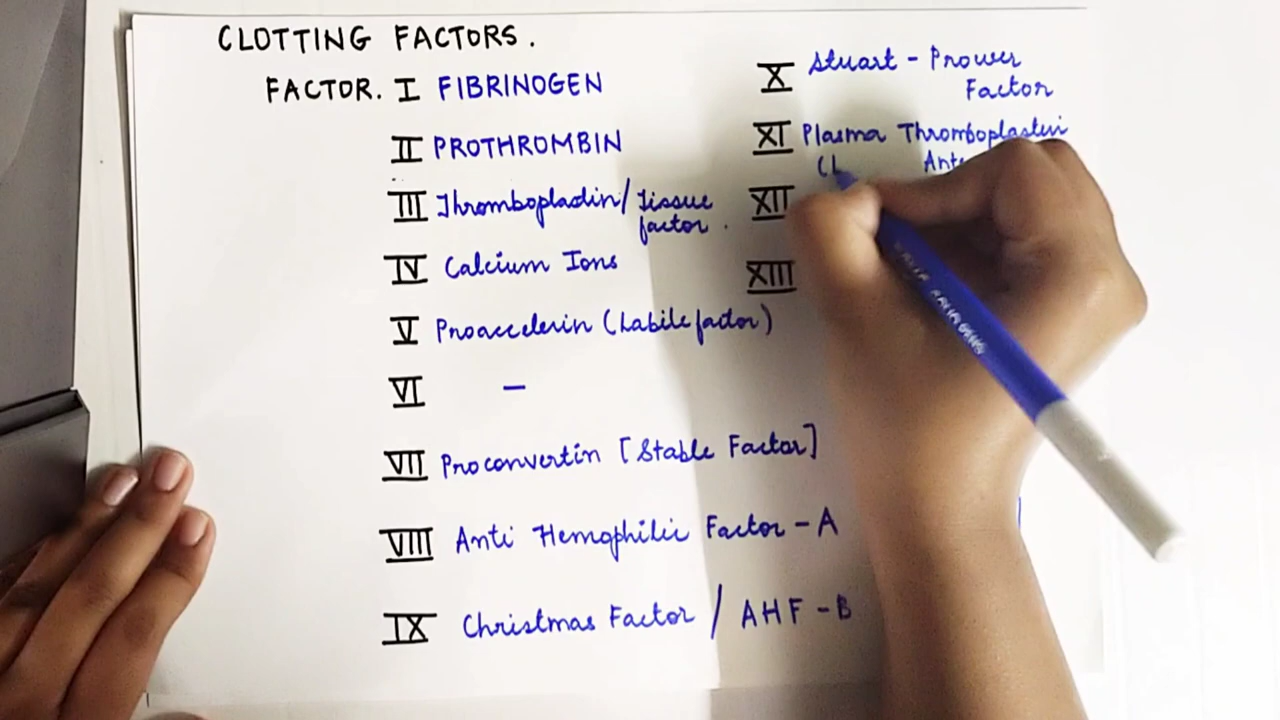 CLOTTING FACTORS.
FACTOR. I FIBRINOGEN
II PROTHROMBIN
III Thrombopladin/Tissue
factor.
IV Calcium Ions
V Proaccelerin (Labile factor)
VI –
VII Proconvertin [Stable Factor]
VIII Anti Hemophilic Factor - A
IX Christmas Factor / AHF - B
X Stuart - Prower
Factor
XI Plasma Thromboplastin
XII
XIII